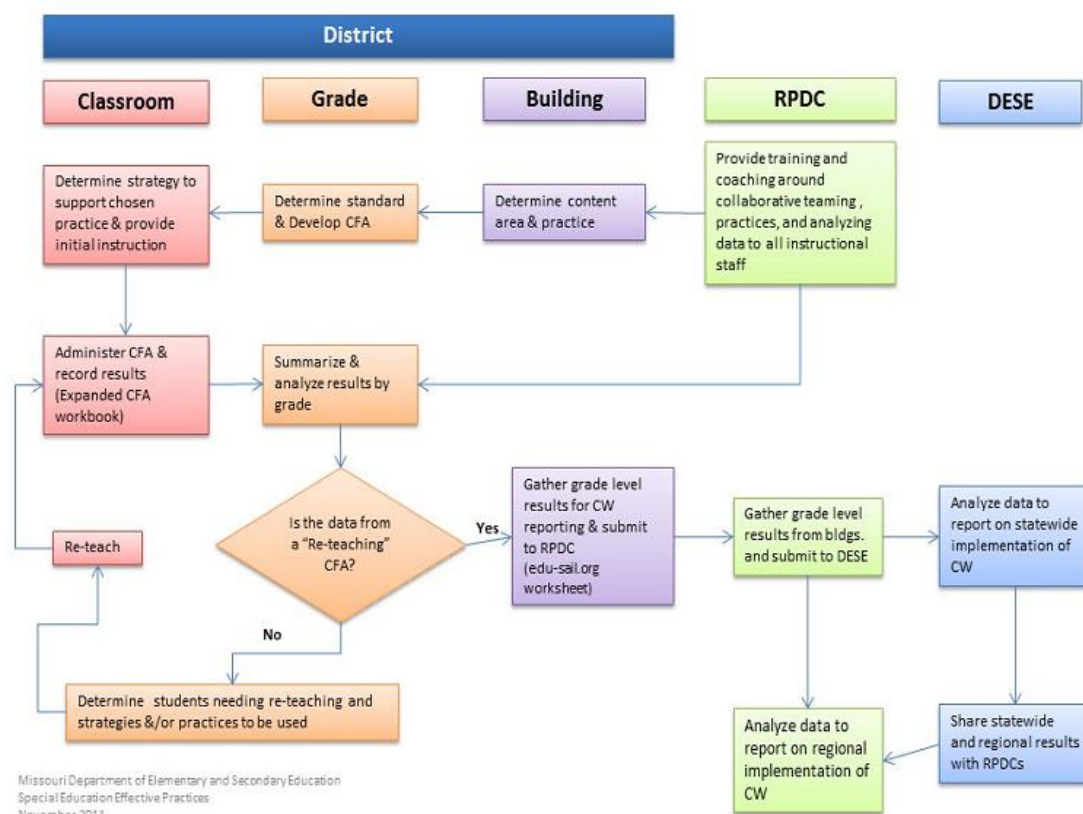 District
Classroom
Grade
Building
RPDC
DESE
Determine strategy to
support chosen
practice & provide
initial instruction
Determine standard
& Develop CFA
Determine content
area & practice
Provide training and
coaching around
collaborative teaming ,
practices, and analyzing
data to all instructional
staff
Administer CFA &
record results
(Expanded CFA
workbook)
Summarize &
analyze results by
grade
Is the data from
a "Re-teaching"
CFA?
Yes
Gather grade level
results for CW
reporting & submit
to RPDC
(edu-sail.org
worksheet)
Gather grade level
results from bldgs.
and submit to DESE
Analyze data to
report on statewide
implementation of
CW
Re-teach
No
Determine students needing re-teaching and
strategies &/or practices to be used
Analyze data to
report on regional
implementation of
CW
Share statewide
and regional results
with RPDCs
Missouri Department of Elementary and Secondary Education
Special Education Effective Practices
November 2014